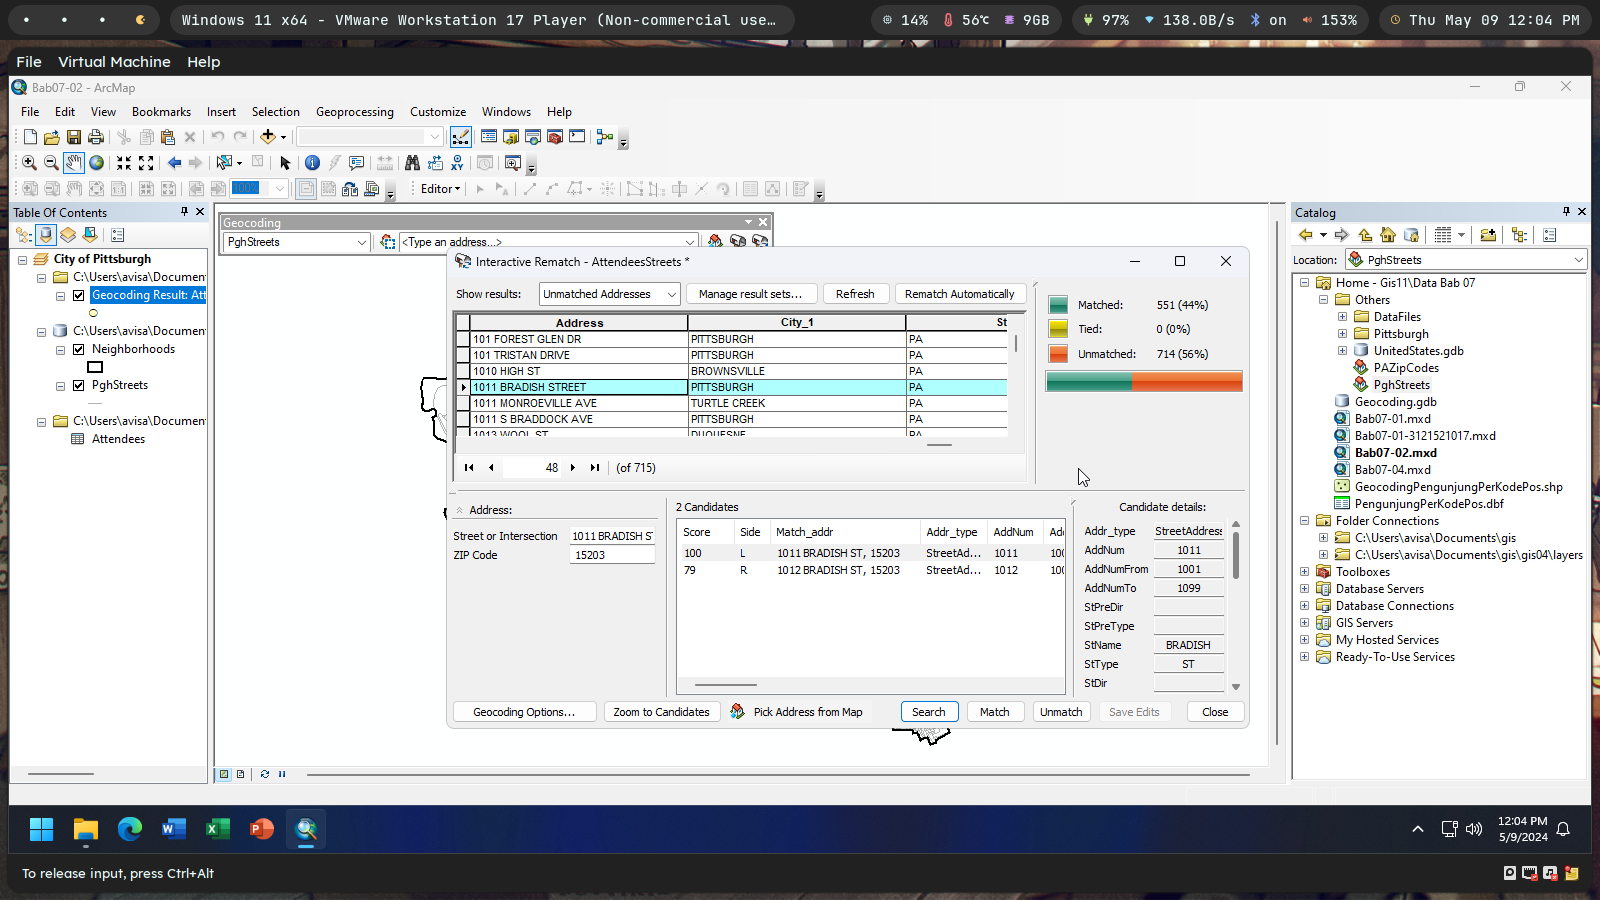 Windows 11 x64 - VMware Workstation 17 Player (Non-commercial use…
14% 56℃ 9GB
97% 138.0B/s on 153%
Thu May 09 12:04 PM
File Virtual Machine Help
Bab07-02 - ArcMap
File Edit View Bookmarks Insert Selection Geoprocessing Customize Windows Help
100%
Editor
Table Of Contents
City of Pittsburgh
C:\Users\avisa\Documen
Geocoding Result: Att
C:\Users\avisa\Documen
Neighborhoods
PghStreets
C:\Users\avisa\Documen
Attendees
Geocoding
PghStreets
<Type an address...>
Interactive Rematch - AttendeesStreets *
Show results: Unmatched Addresses Manage result sets... Refresh Rematch Automatically
Address City_1 St
101 FOREST GLEN DR PITTSBURGH PA
101 TRISTAN DRIVE PITTSBURGH PA
1010 HIGH ST BROWNSVILLE PA
1011 BRADISH STREET PITTSBURGH PA
1011 MONROEVILLE AVE TURTLE CREEK PA
1011 S BRADDOCK AVE PITTSBURGH PA
1013 WOOL ST DUQUESNE PA
48 (of 715)
Matched: 551 (44%)
Tied: 0 (0%)
Unmatched: 714 (56%)
Address:
Street or Intersection 1011 BRADISH ST
ZIP Code 15203
2 Candidates
Score Side Match_addr Addr_type AddNum Ad
100 L 1011 BRADISH ST, 15203 StreetAd... 1011 100
79 R 1012 BRADISH ST, 15203 StreetAd... 1012 100
Candidate details:
Addr_type StreetAddress
AddNum 1011
AddNumFrom 1001
AddNumTo 1099
StPreDir
StPreType
StName BRADISH
StType ST
StDir
Geocoding Options... Zoom to Candidates Pick Address from Map Search Match Unmatch Save Edits Close
Catalog
Location: PghStreets
Home - Gis11\Data Bab 07
Others
DataFiles
Pittsburgh
UnitedStates.gdb
PAZipCodes
PghStreets
Geocoding.gdb
Bab07-01.mxd
Bab07-01-3121521017.mxd
Bab07-02.mxd
Bab07-04.mxd
GeocodingPengunjungPerKodePos.shp
PengunjungPerKodePos.dbf
Folder Connections
C:\Users\avisa\Documents\gis
C:\Users\avisa\Documents\gis\gis04\layers
Toolboxes
Database Servers
Database Connections
GIS Servers
My Hosted Services
Ready-To-Use Services
12:04 PM
5/9/2024
To release input, press Ctrl+Alt